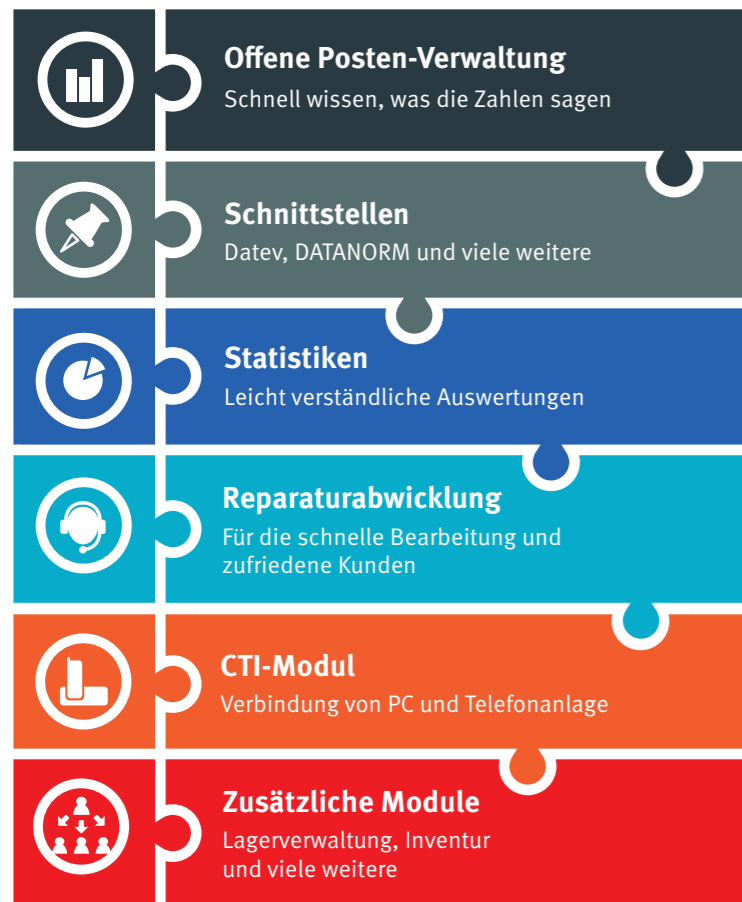 Offene Posten-Verwaltung
Schnell wissen, was die Zahlen sagen
Schnittstellen
Datev, DATANORM und viele weitere
Statistiken
Leicht verständliche Auswertungen
Reparaturabwicklung
Für die schnelle Bearbeitung und
zufriedene Kunden
CTI-Modul
Verbindung von PC und Telefonanlage
Zusätzliche Module
Lagerverwaltung, Inventur
und viele weitere